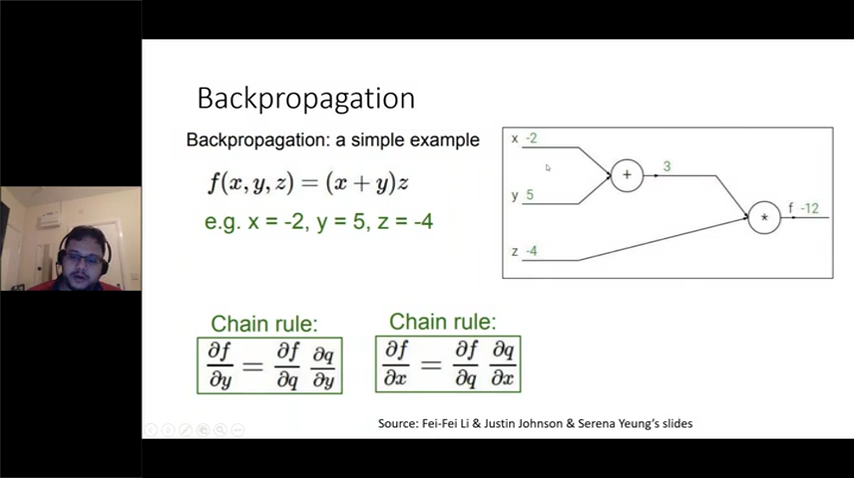 Backpropagation
Backpropagation: a simple example
f(x, y, z) = (x + y)z
e.g. x = -2, y = 5, z = -4
x -2
y 5
z -4
+
3
*
f -12
Chain rule:
∂f/∂y = ∂f/∂q ∂q/∂y
Chain rule:
∂f/∂x = ∂f/∂q ∂q/∂x
Source: Fei-Fei Li & Justin Johnson & Serena Yeung's slides